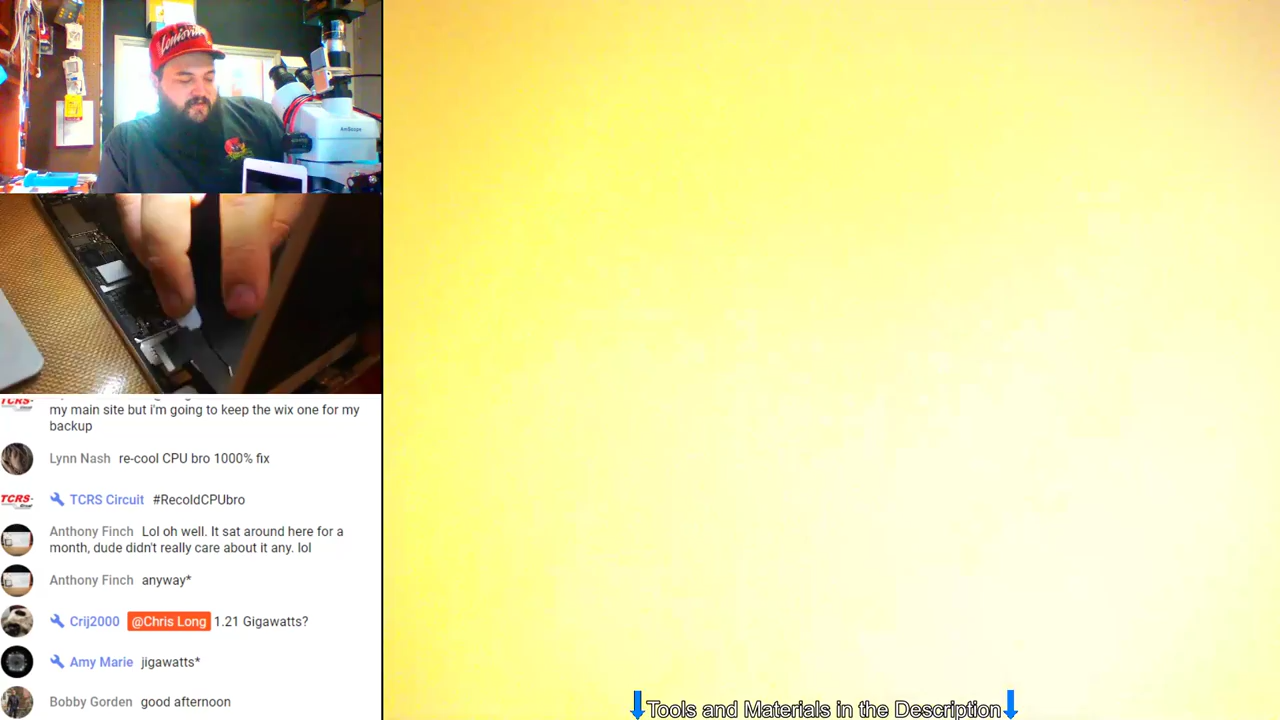 Louisville
AmScope
my main site but i'm going to keep the wix one for my
backup
Lynn Nash re-cool CPU bro 1000% fix
TCRS Circuit #RecoldCPUbro
Anthony Finch Lol oh well. It sat around here for a
month, dude didn't really care about it any. lol
Anthony Finch anyway*
Crij2000 @Chris Long 1.21 Gigawatts?
Amy Marie jigawatts*
Bobby Gorden good afternoon
Tools and Materials in the Description